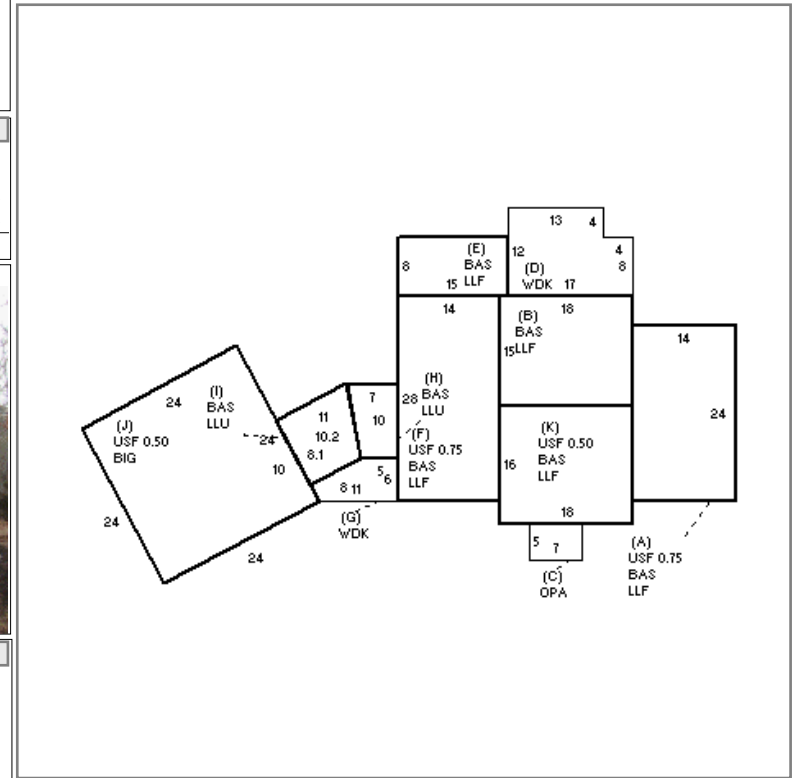 13 4
(E) 12 4
BAS (D) 8
8 15 LLF WDK 17
14 (B) 18
BAS
15 LLF
14
24
(I)
BAS
LLU
24
(J)
USF 0.50
BIG
24
10
24
24
11
10.2
8.1
7
10
28
(H)
BAS
LLU
(F)
USF 0.75
BAS
LLF
5
6
8 11
(G)
WDK
(K)
USF 0.50
BAS
LLF
16
18
5 7
(C)
OPA
24
(A)
USF 0.75
BAS
LLF